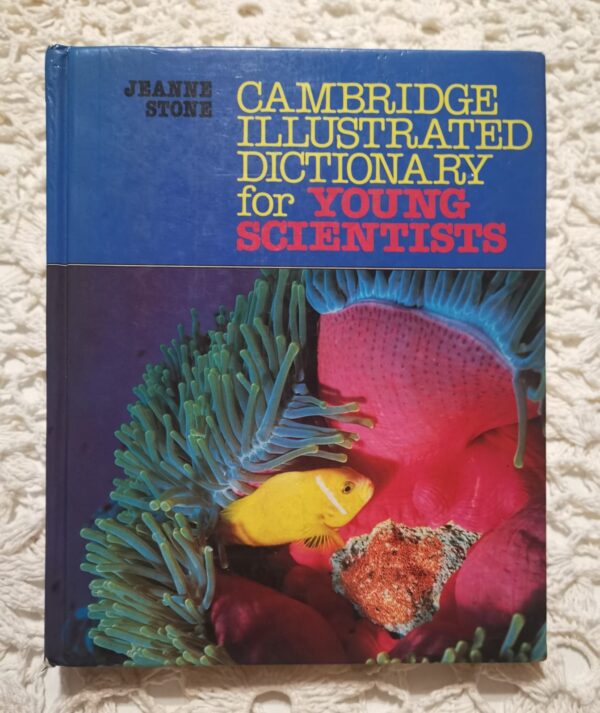 JEANNE
STONE
CAMBRIDGE
ILLUSTRATED
DICTIONARY
for YOUNG
SCIENTISTS